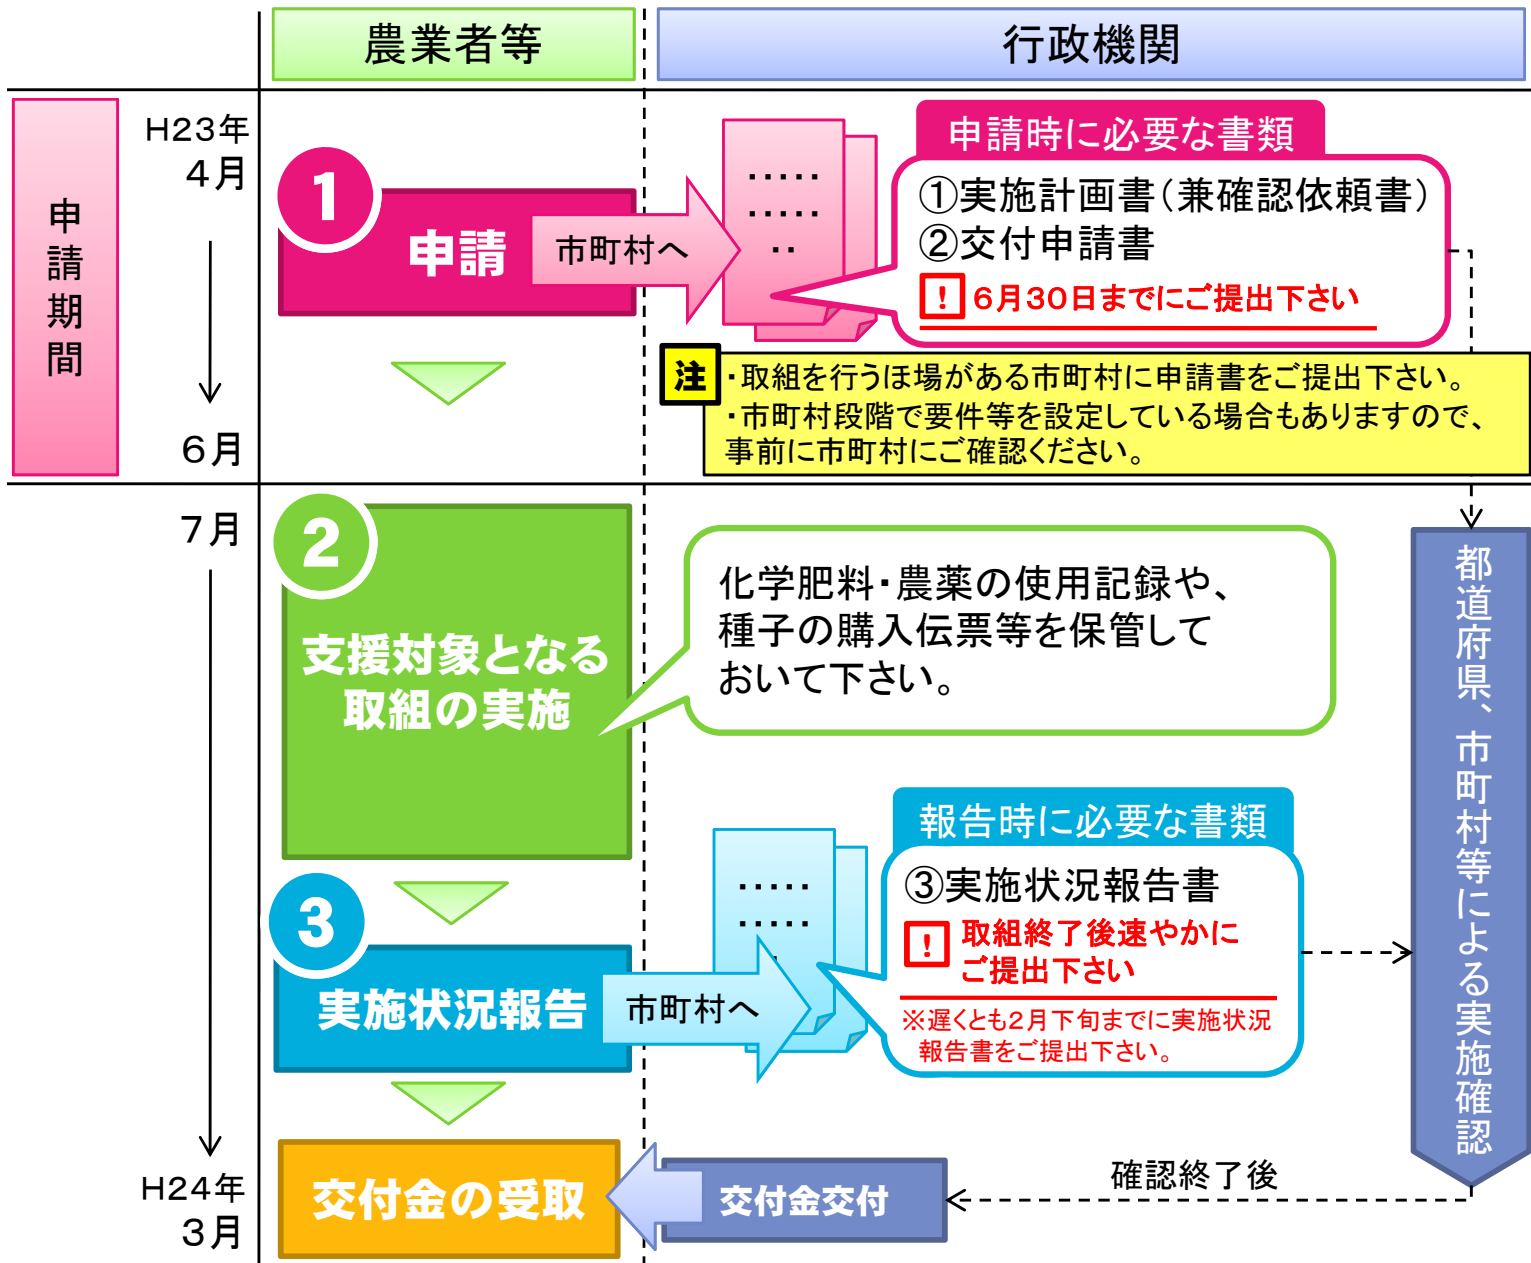 農業者等
行政機関
申請期間
H23年
4月
6月
1
申請
市町村へ
・・・・・
・・・・・
・・
申請時に必要な書類
①実施計画書（兼確認依頼書）
②交付申請書
! 6月30日までにご提出下さい
注
・取組を行うほ場がある市町村に申請書をご提出下さい。
・市町村段階で要件等を設定している場合もありますので、
事前に市町村にご確認ください。
7月
2
支援対象となる
取組の実施
化学肥料・農薬の使用記録や、
種子の購入伝票等を保管して
おいて下さい。
都道府県、市町村等による実施確認
3
実施状況報告
市町村へ
・・・・・
・・・・・
報告時に必要な書類
③実施状況報告書
! 取組終了後速やかに
ご提出下さい
※遅くとも2月下旬までに実施状況
報告書をご提出下さい。
H24年
3月
交付金の受取
交付金交付
確認終了後